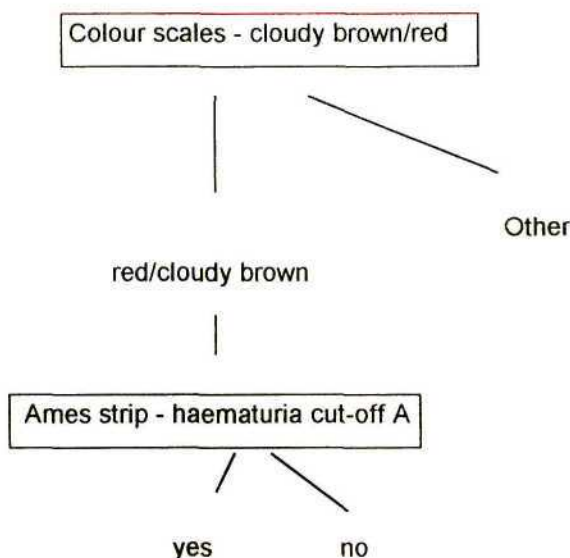 Colour scales - cloudy brown/red
Other
red/cloudy brown
Ames strip - haematuria cut-off A
yes no